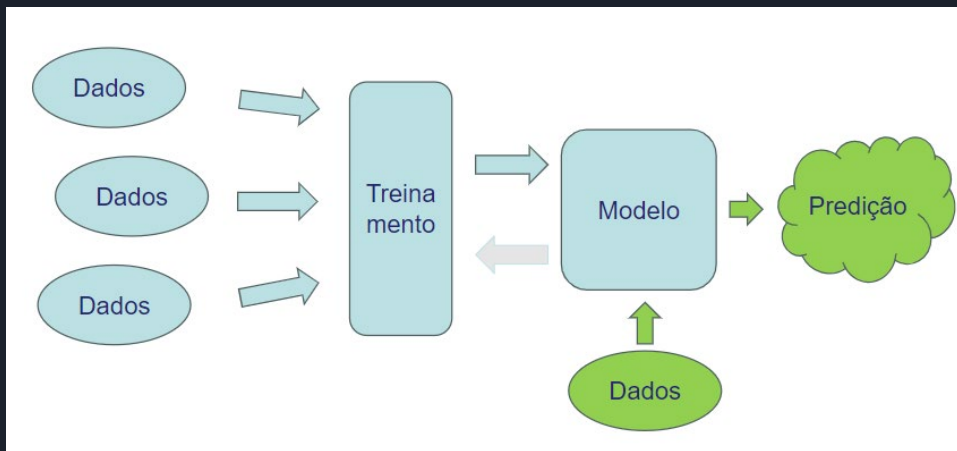 Dados
Dados
Dados
Treina
mento
Modelo
Predição
Dados